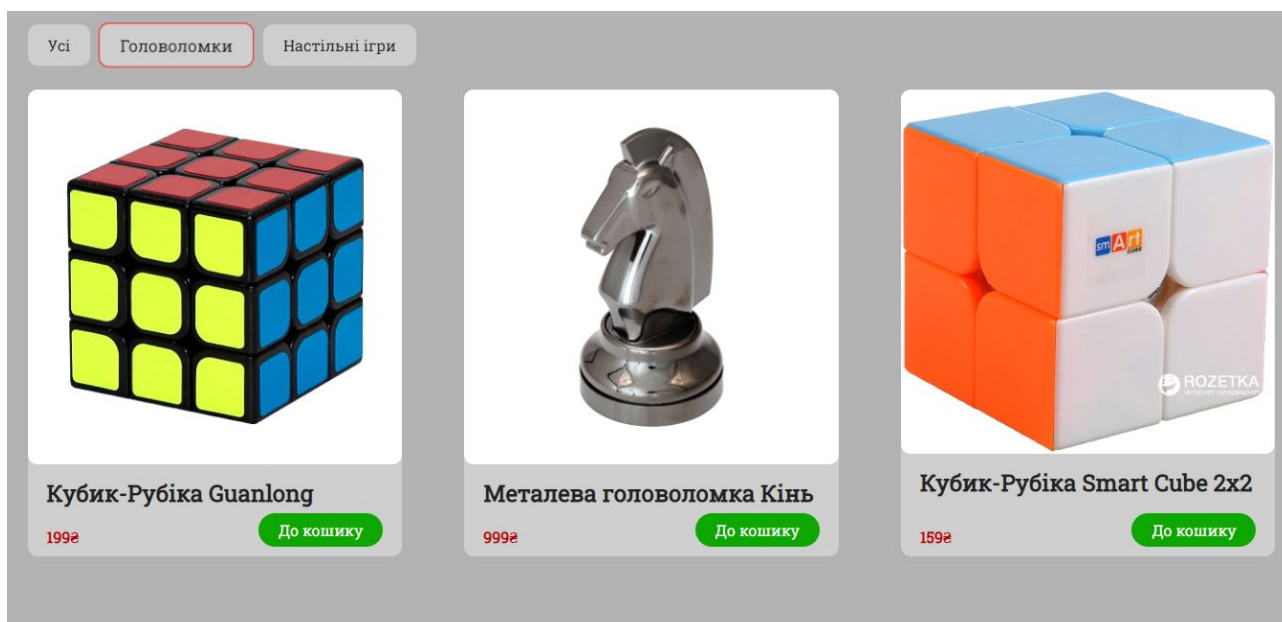 Усі
Головоломки
Настільні ігри
smArt
cube
ROZETKA
Кубик-Рубіка Guanlong
199₴
До кошику
Металева головоломка Кінь
999₴
До кошику
Кубик-Рубіка Smart Cube 2x2
159₴
До кошику